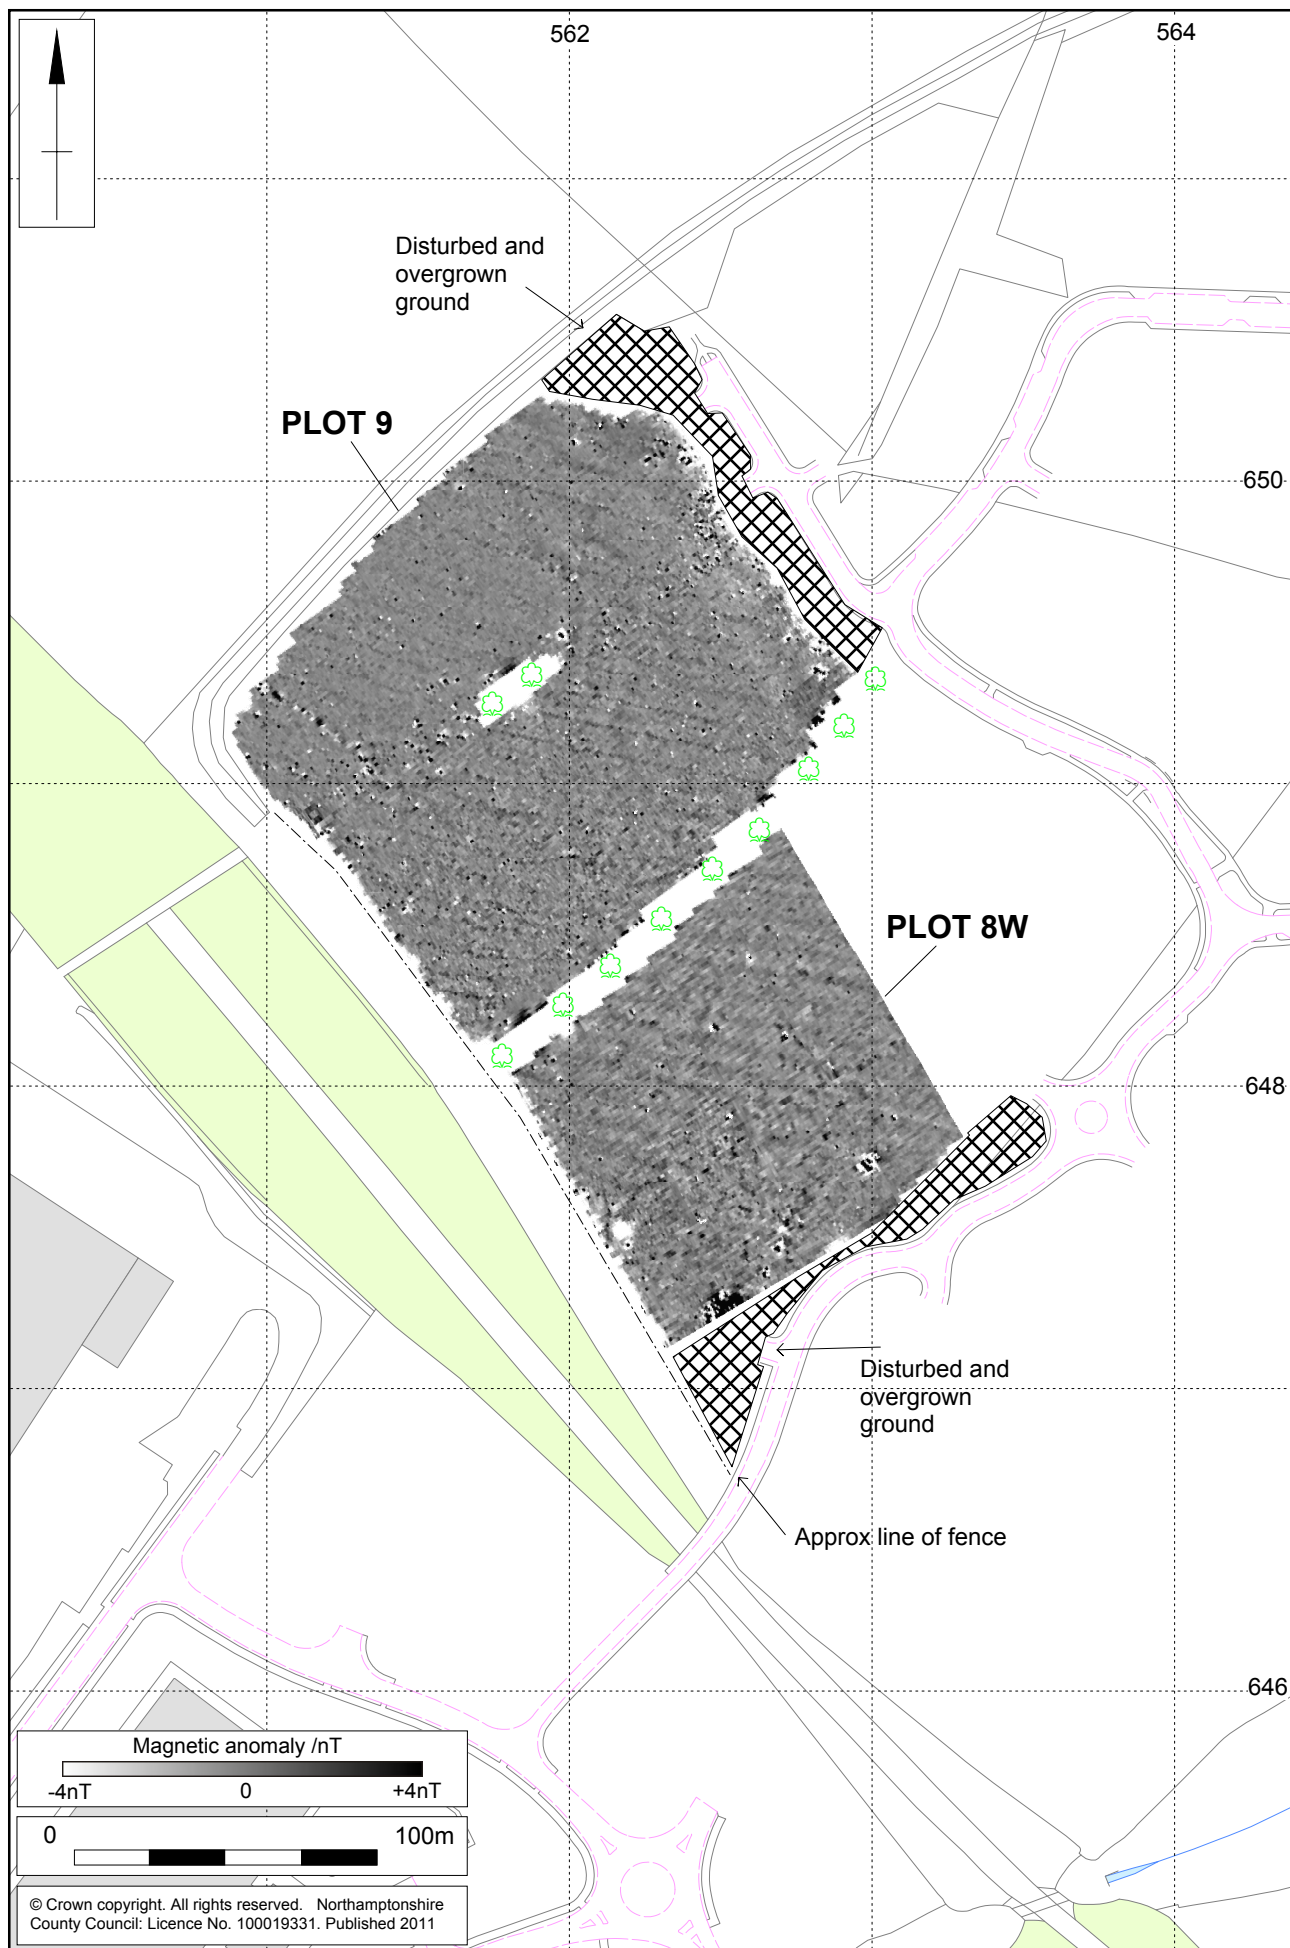 562
564
Disturbed and
overgrown
ground
PLOT 9
650
PLOT 8W
648
Disturbed and
overgrown
ground
Approx line of fence
646
Magnetic anomaly /nT
-4nT 0 +4nT
0 100m
© Crown copyright. All rights reserved. Northamptonshire
County Council: Licence No. 100019331. Published 2011